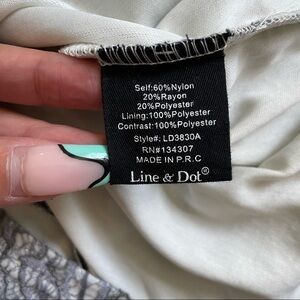 Self:60%Nylon
20%Rayon
20%Polyester
Lining:100%Polyester
Contrast:100%Polyester
Style#: LD3830A
RN#134307
MADE IN P.R.C
Line & Dot®